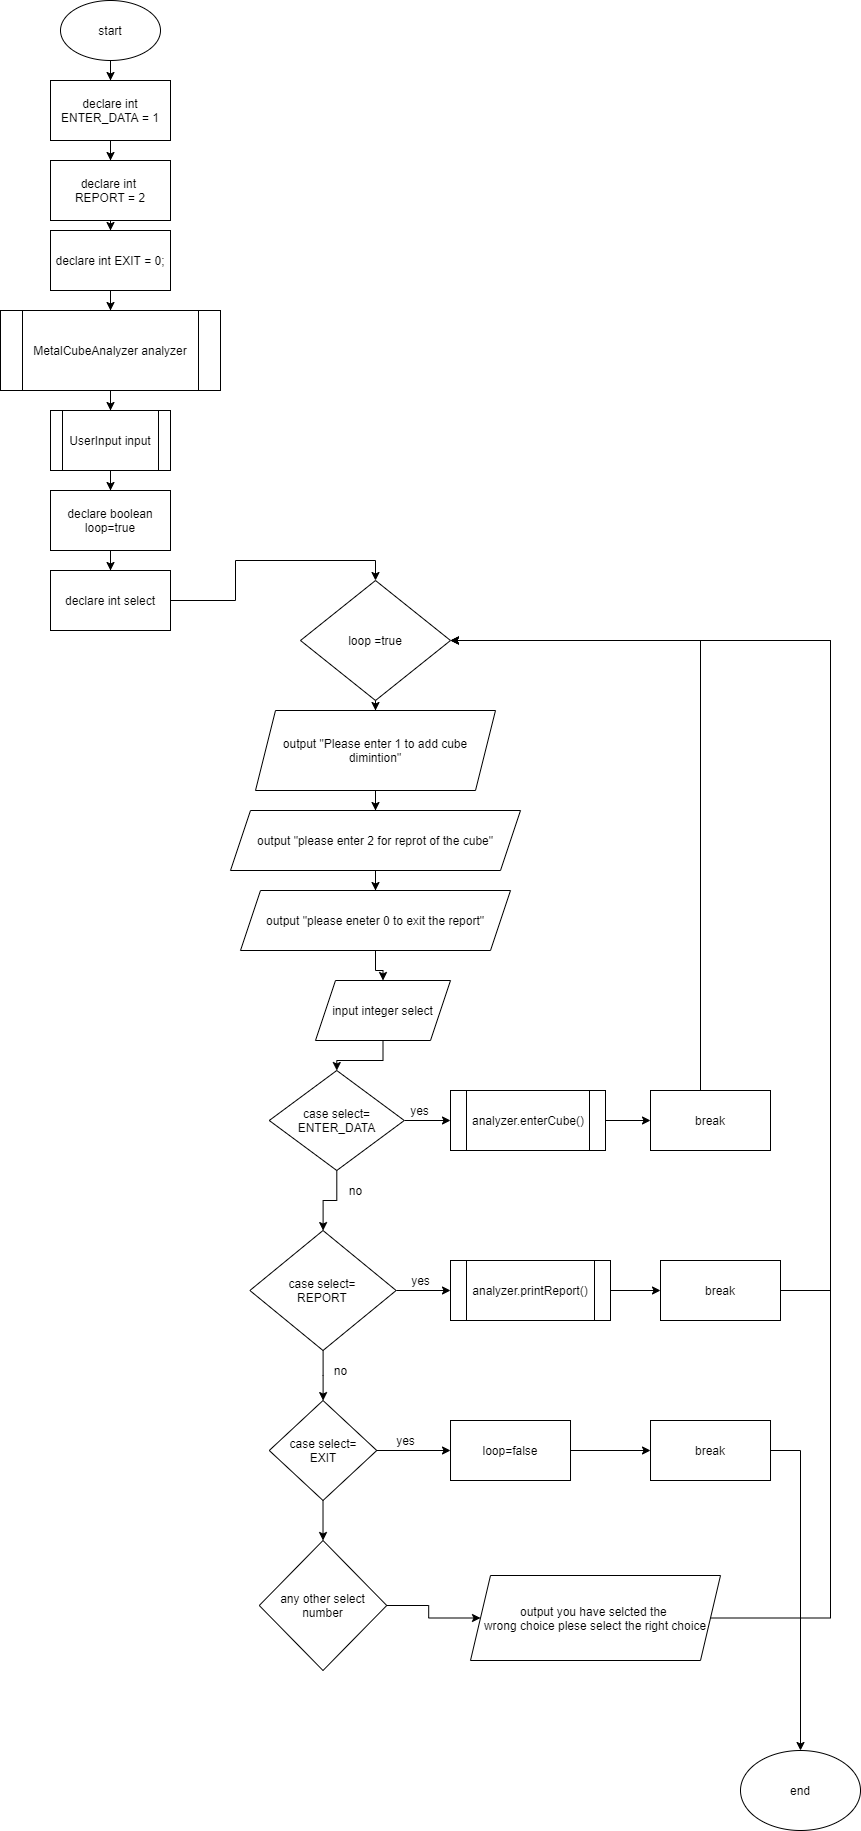 start
declare int
ENTER_DATA = 1
declare int
REPORT = 2
declare int EXIT = 0;
MetalCubeAnalyzer analyzer
UserInput input
declare boolean
loop=true
declare int select
loop =true
output "Please enter 1 to add cube
dimintion"
output "please enter 2 for reprot of the cube"
output "please eneter 0 to exit the report"
input integer select
case select=
ENTER_DATA
yes
analyzer.enterCube()
break
no
case select=
REPORT
yes
analyzer.printReport()
break
no
case select=
EXIT
yes
loop=false
break
any other select
number
output you have selcted the
wrong choice plese select the right choice
end